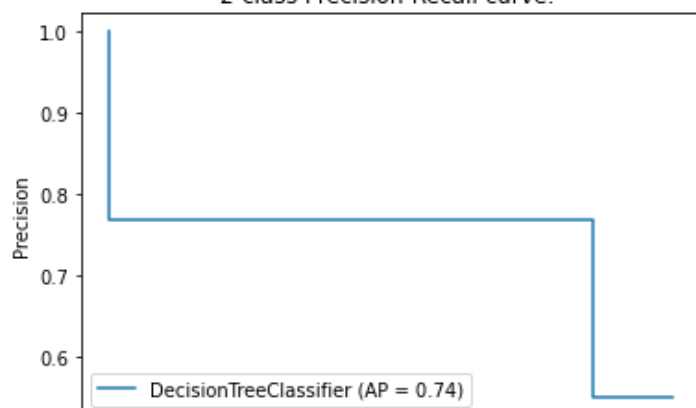 2-class Precision-Recall curve:
1.0
0.9
0.8
0.7
0.6
Precision
DecisionTreeClassifier (AP = 0.74)